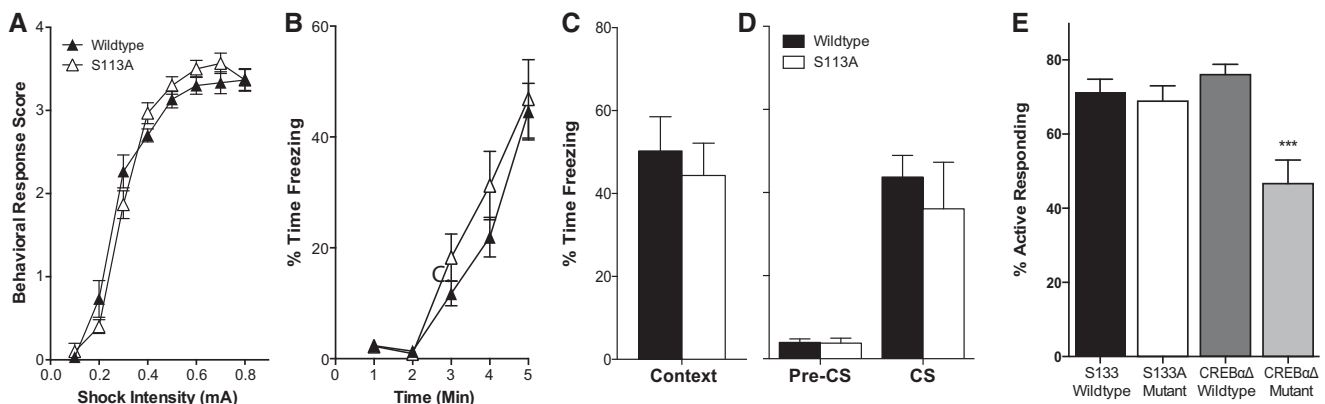 A
Wildtype
S113A
Behavioral Response Score
4
3
2
1
0
0.0 0.2 0.4 0.6 0.8
Shock Intensity (mA)
B
% Time Freezing
60
40
20
0
C
0 1 2 3 4 5
Time (Min)
C
% Time Freezing
80
60
40
20
0
Context
D
Wildtype
S113A
Pre-CS CS
E
% Active Responding
100
80
60
40
20
0
***
S133 S133A CREBαΔ CREBαΔ
Wildtype Mutant Wildtype Mutant